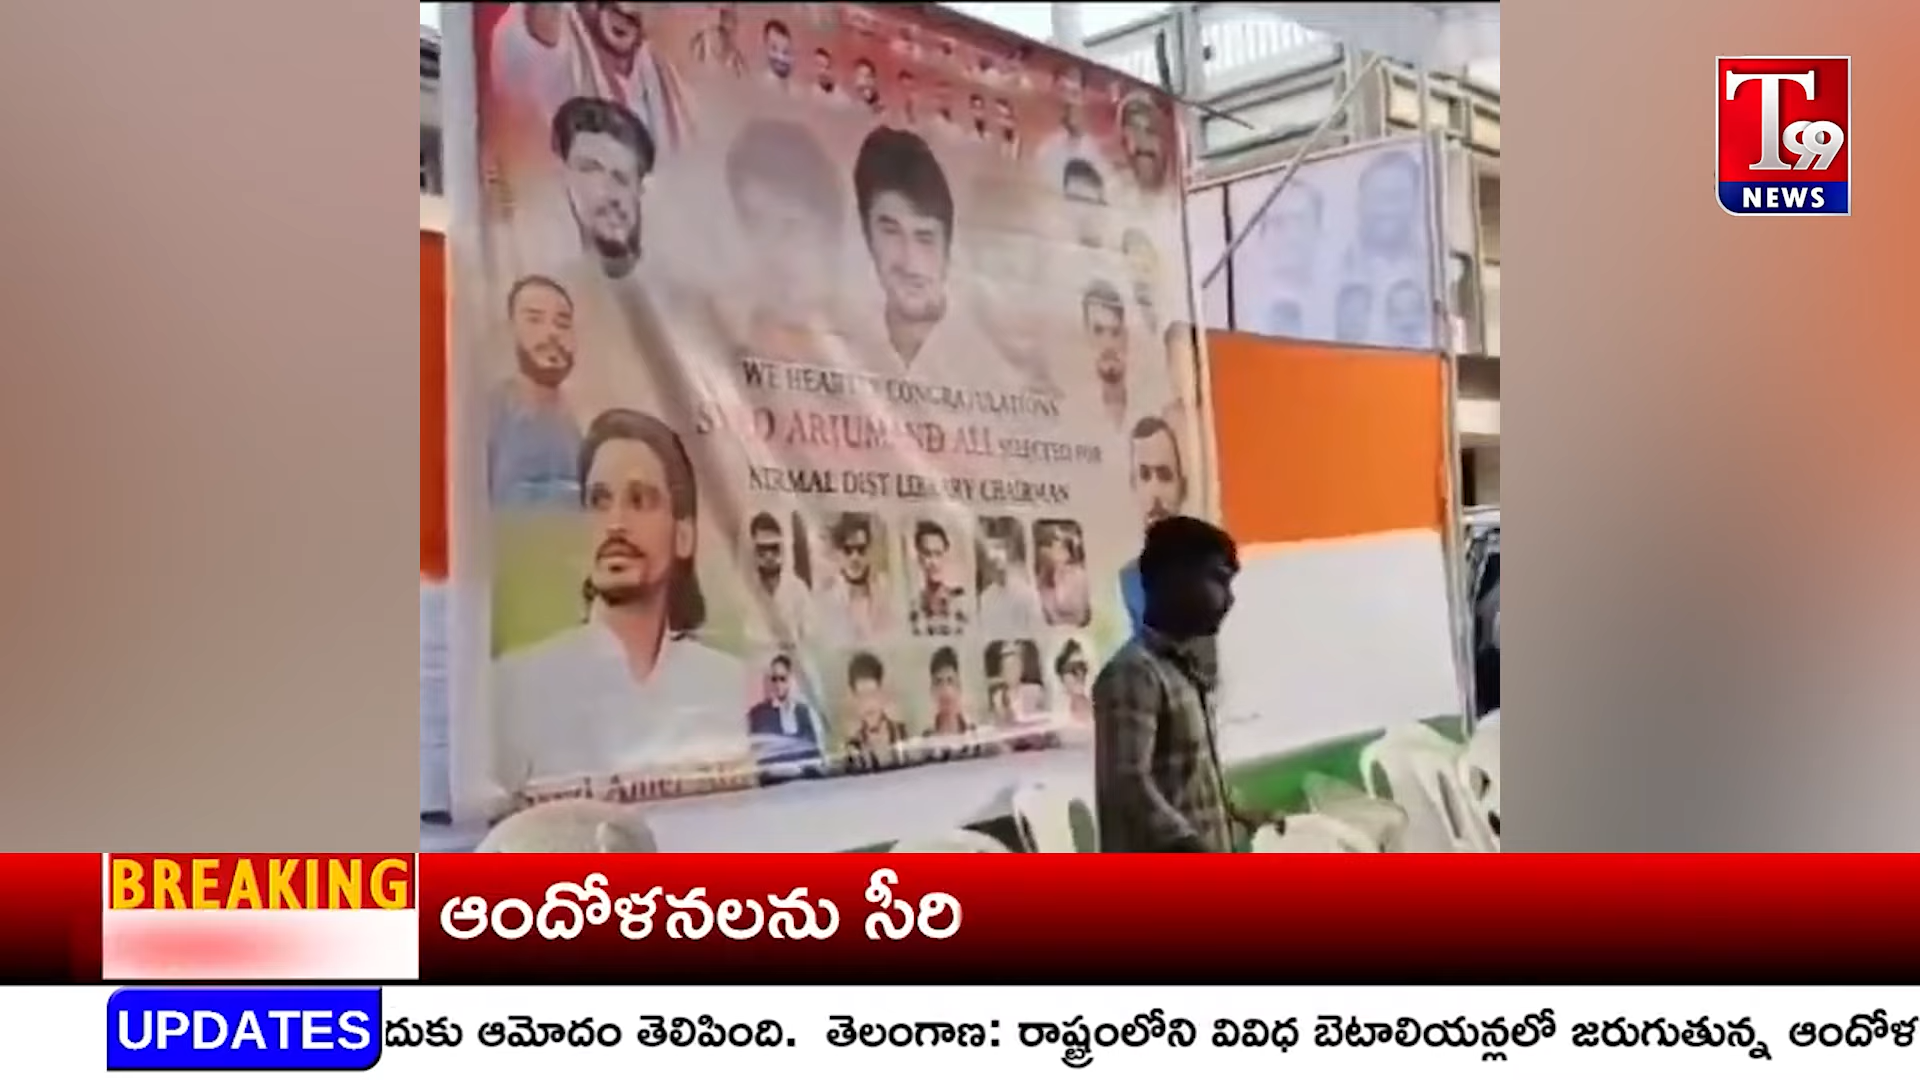 T99
NEWS
WE HEARTLY CONGRATULATIONS
ARJUMAND ALI SELECTED FOR
NIRMAL DIST LIBRARY CHAIRMAN
BREAKING
ఆందోళనలను సీరి
UPDATES
దుకు ఆమోదం తెలిపింది. తెలంగాణ: రాష్ట్రంలోని వివిధ బెటాలియన్లలో జరుగుతున్న ఆందోళ